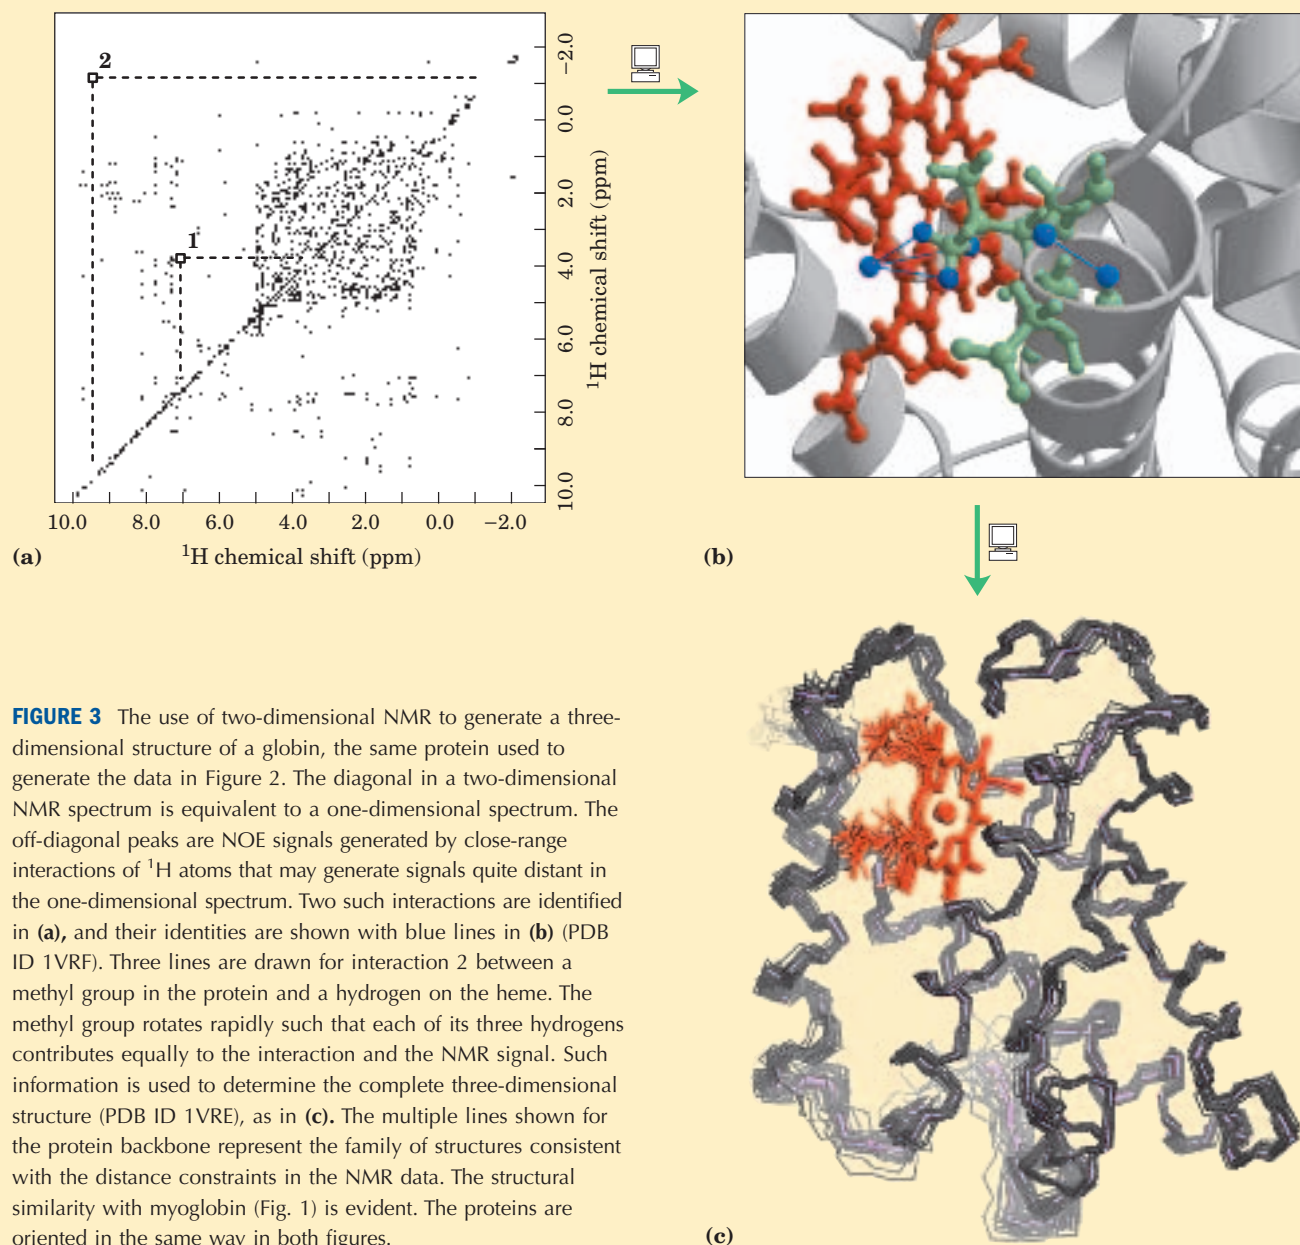 2
1
−2.0
0.0
2.0
4.0
6.0
8.0
10.0
¹H chemical shift (ppm)
10.0 8.0 6.0 4.0 2.0 0.0 −2.0
¹H chemical shift (ppm)
(a)
(b)
FIGURE 3 The use of two-dimensional NMR to generate a three-
dimensional structure of a globin, the same protein used to
generate the data in Figure 2. The diagonal in a two-dimensional
NMR spectrum is equivalent to a one-dimensional spectrum. The
off-diagonal peaks are NOE signals generated by close-range
interactions of ¹H atoms that may generate signals quite distant in
the one-dimensional spectrum. Two such interactions are identified
in (a), and their identities are shown with blue lines in (b) (PDB
ID 1VRF). Three lines are drawn for interaction 2 between a
methyl group in the protein and a hydrogen on the heme. The
methyl group rotates rapidly such that each of its three hydrogens
contributes equally to the interaction and the NMR signal. Such
information is used to determine the complete three-dimensional
structure (PDB ID 1VRE), as in (c). The multiple lines shown for
the protein backbone represent the family of structures consistent
with the distance constraints in the NMR data. The structural
similarity with myoglobin (Fig. 1) is evident. The proteins are
oriented in the same way in both figures.
(c)